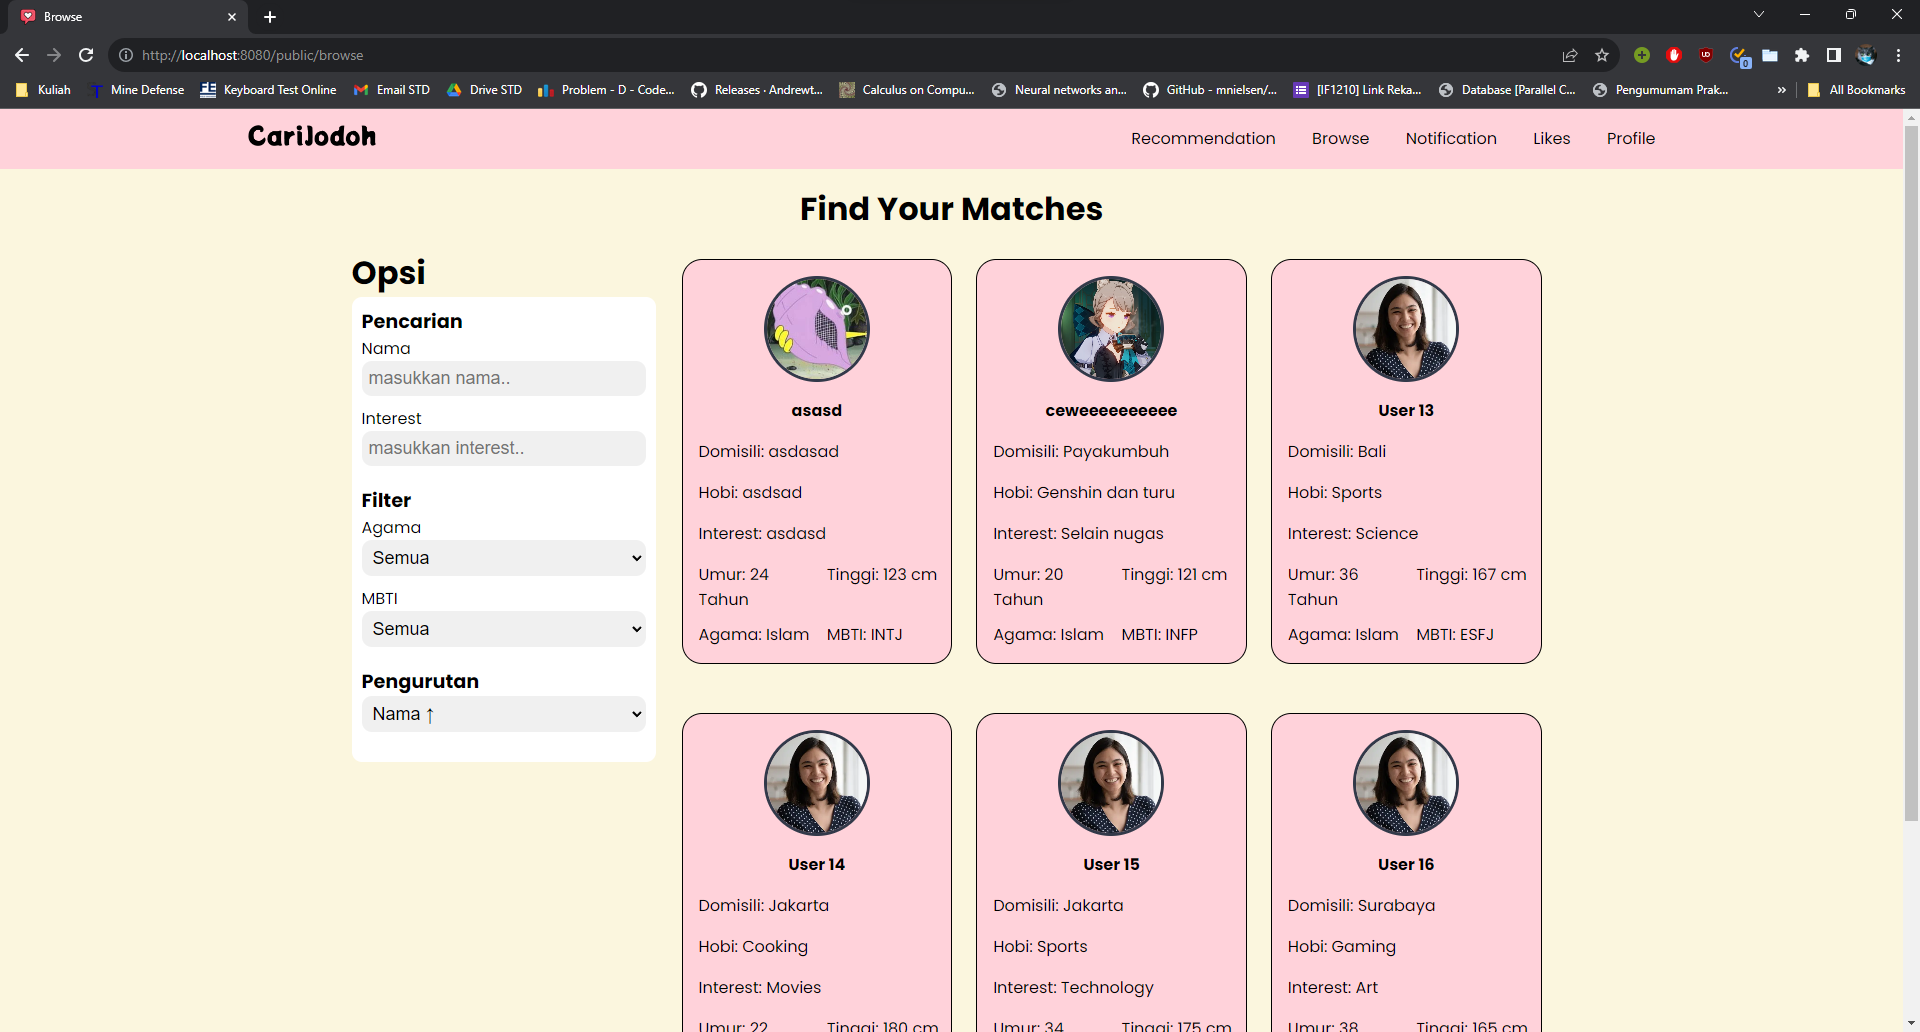 Browse
http://localhost:8080/public/browse
0
Kuliah
Mine Defense
Keyboard Test Online
Email STD
Drive STD
Problem - D - Code...
Releases · Andrewt...
Calculus on Compu...
Neural networks an...
GitHub - mnielsen/...
[IF1210] Link Reka...
Database [Parallel C...
Pengumumam Prak...
»
All Bookmarks
CariJodoh
Recommendation
Browse
Notification
Likes
Profile
Find Your Matches
Opsi
Pencarian
Nama
masukkan nama..
Interest
masukkan interest..
Filter
Agama
Semua
MBTI
Semua
Pengurutan
Nama ↑
asasd
Domisili: asdasad
Hobi: asdsad
Interest: asdasd
Umur: 24 Tinggi: 123 cm
Tahun
Agama: Islam MBTI: INTJ
ceweeeeeeeeee
Domisili: Payakumbuh
Hobi: Genshin dan turu
Interest: Selain nugas
Umur: 20 Tinggi: 121 cm
Tahun
Agama: Islam MBTI: INFP
User 13
Domisili: Bali
Hobi: Sports
Interest: Science
Umur: 36 Tinggi: 167 cm
Tahun
Agama: Islam MBTI: ESFJ
User 14
Domisili: Jakarta
Hobi: Cooking
Interest: Movies
Umur: 22 Tinggi: 180 cm
User 15
Domisili: Jakarta
Hobi: Sports
Interest: Technology
Umur: 34 Tinggi: 175 cm
User 16
Domisili: Surabaya
Hobi: Gaming
Interest: Art
Umur: 38 Tinggi: 165 cm